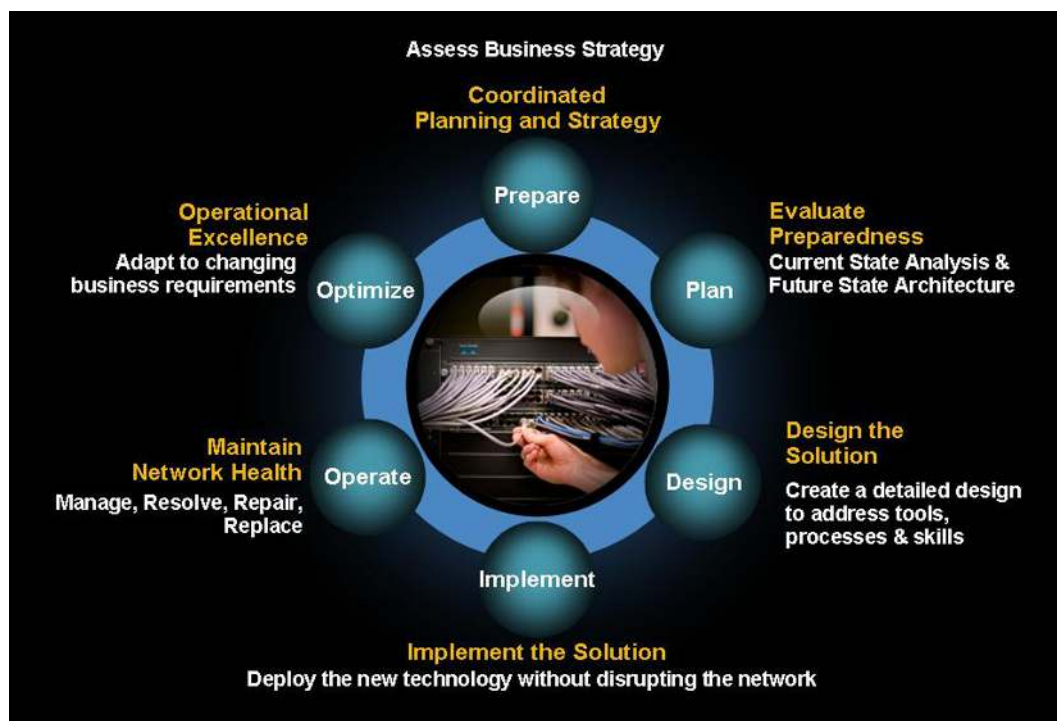 Assess Business Strategy
Coordinated
Planning and Strategy
Prepare
Evaluate
Preparedness
Current State Analysis &
Future State Architecture
Plan
Design the
Solution
Create a detailed design
to address tools,
processes & skills
Design
Implement
Implement the Solution
Deploy the new technology without disrupting the network
Maintain
Network Health
Manage, Resolve, Repair,
Replace
Operate
Operational
Excellence
Adapt to changing
business requirements
Optimize